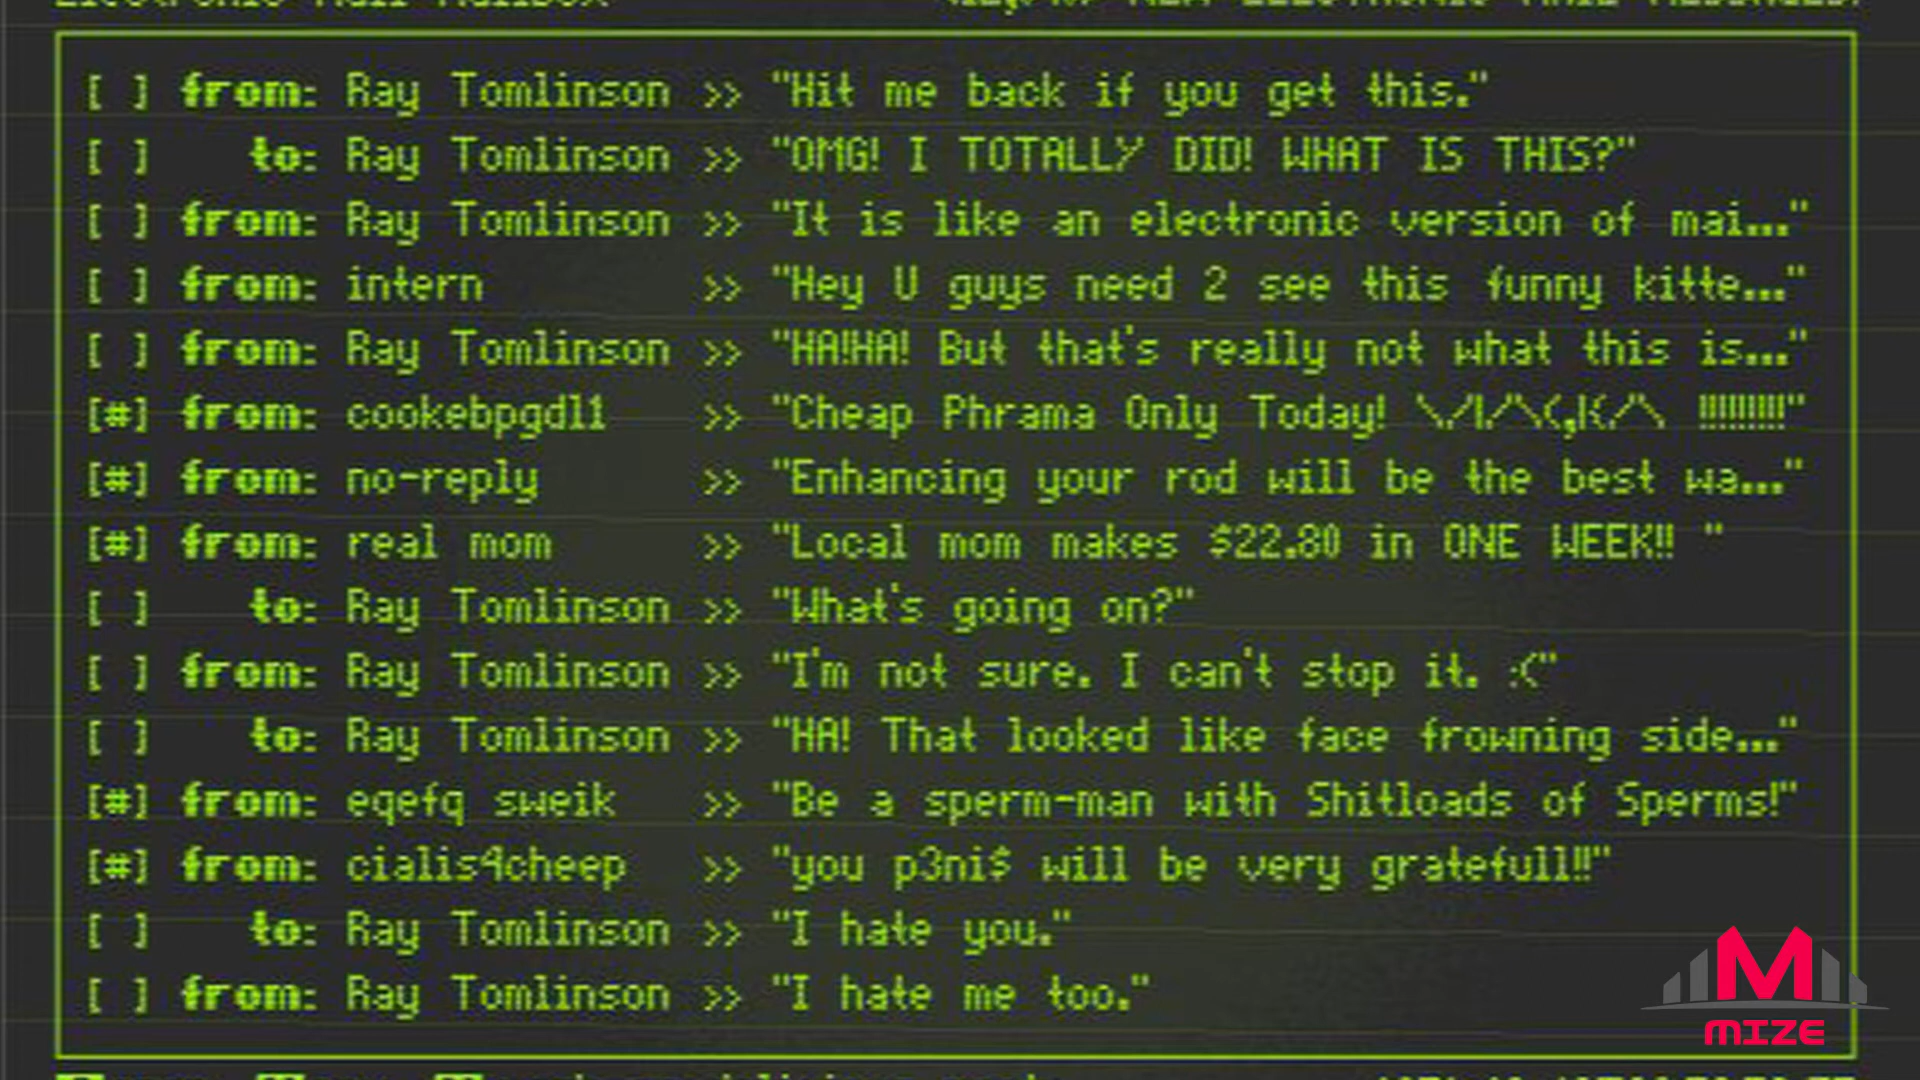 Electronic Mail Mailbox
[ ] from: Ray Tomlinson >> "Hit me back if you get this."
[ ] to: Ray Tomlinson >> "OMG! I TOTALLY DID! WHAT IS THIS?"
[ ] from: Ray Tomlinson >> "It is like an electronic version of mai..."
[ ] from: intern >> "Hey U guys need 2 see this funny kitte..."
[ ] from: Ray Tomlinson >> "HA!HA! But that's really not what this is..."
[#] from: cookebpgdl1 >> "Cheap Phrama Only Today! \/I/\(,|</\ !!!!!!!!!"
[#] from: no-reply >> "Enhancing your rod will be the best wa..."
[#] from: real mom >> "Local mom makes $22.80 in ONE WEEK!! "
[ ] to: Ray Tomlinson >> "What's going on?"
[ ] from: Ray Tomlinson >> "I'm not sure. I can't stop it. :("
[ ] to: Ray Tomlinson >> "HA! That looked like face frowning side..."
[#] from: eqefq sweik >> "Be a sperm-man with Shitloads of Sperms!"
[#] from: cialis4cheep >> "you p3ni$ will be very gratefull!!"
[ ] to: Ray Tomlinson >> "I hate you."
[ ] from: Ray Tomlinson >> "I hate me too."
M
MIZE